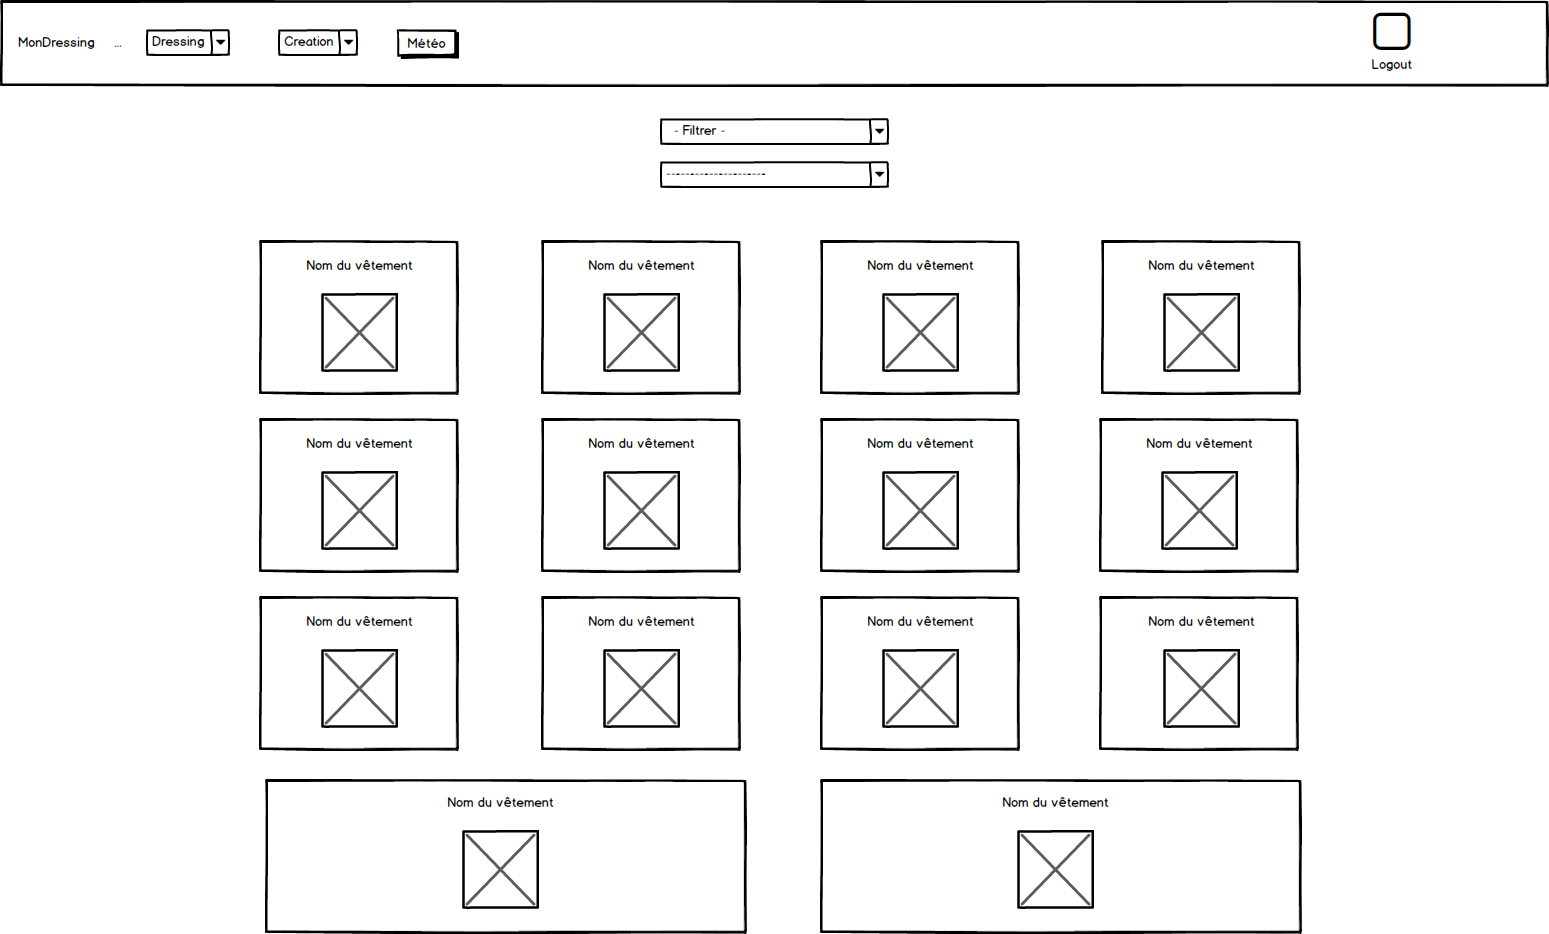 MonDressing ... Dressing Creation Météo
Logout
- Filtrer -
---------------------
Nom du vêtement Nom du vêtement Nom du vêtement Nom du vêtement
Nom du vêtement Nom du vêtement Nom du vêtement Nom du vêtement
Nom du vêtement Nom du vêtement Nom du vêtement Nom du vêtement
Nom du vêtement Nom du vêtement